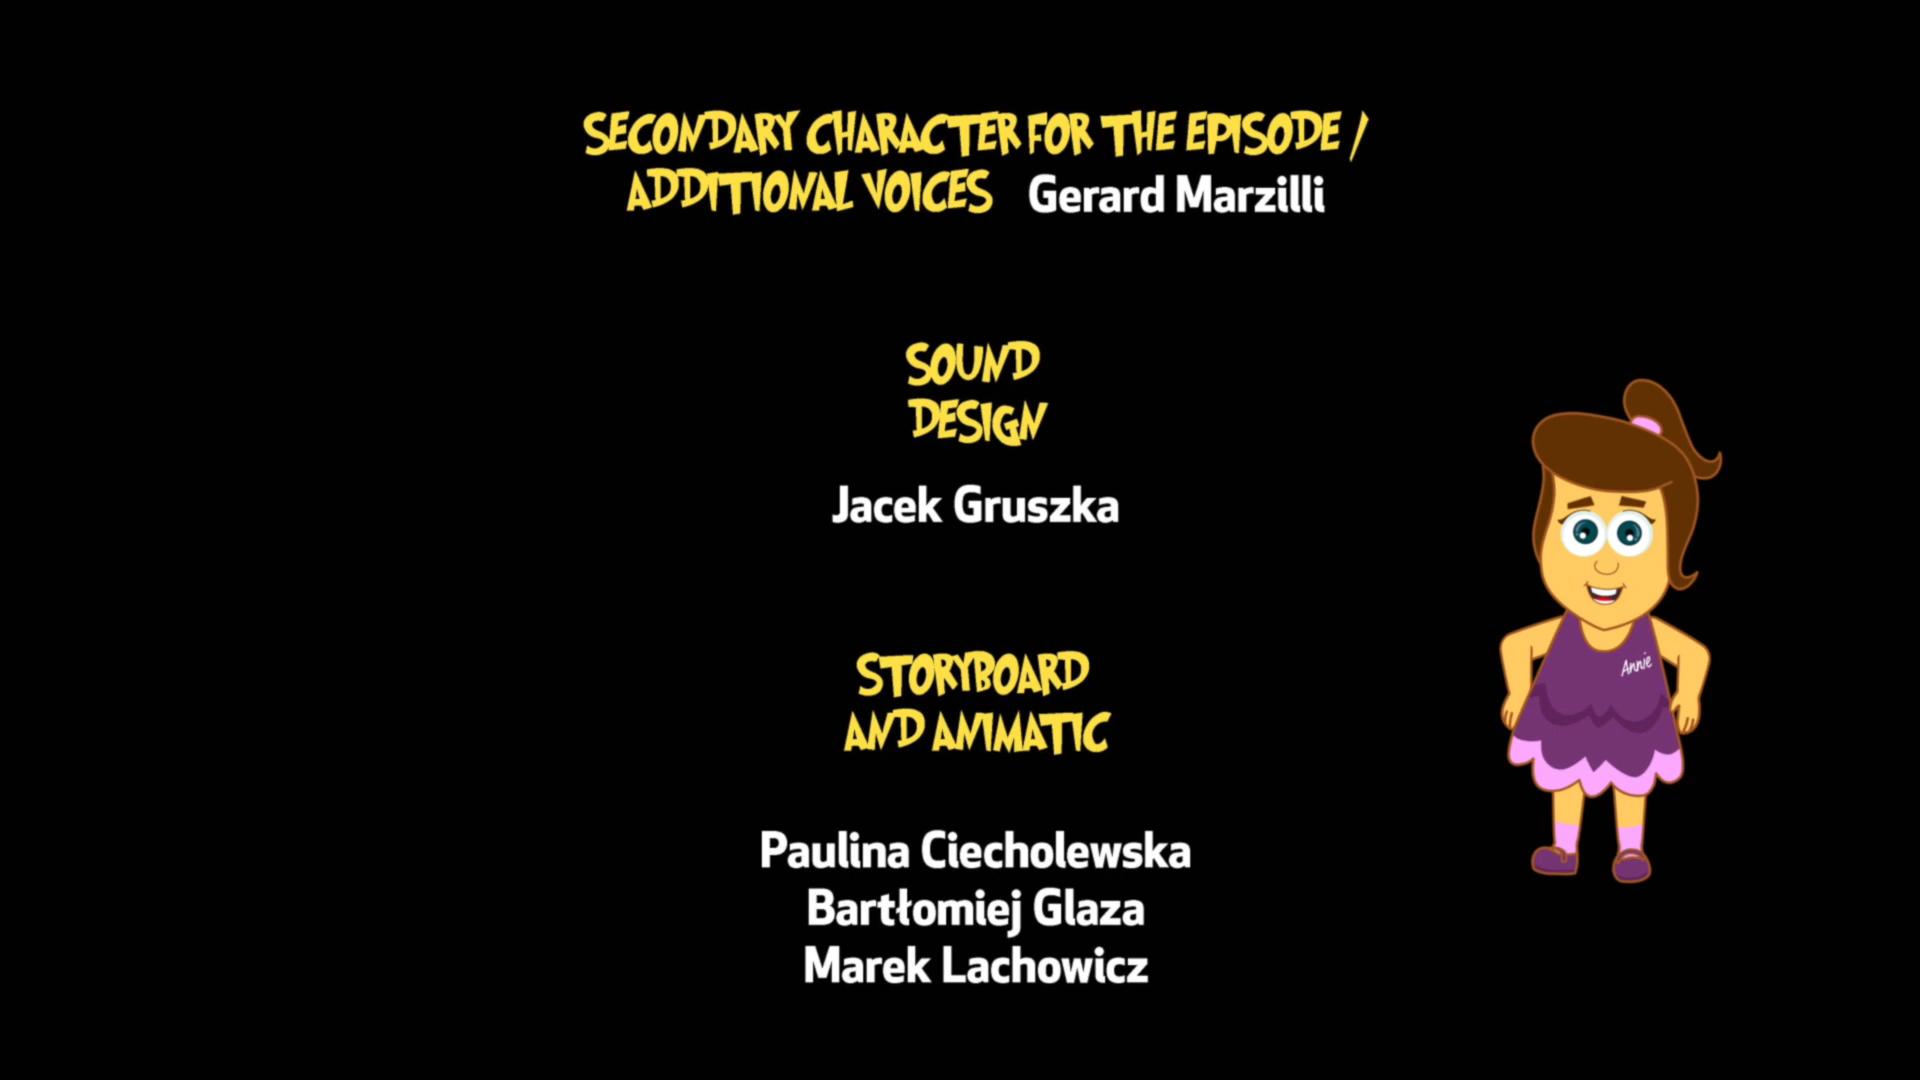 SECONDARY CHARACTER FOR THE EPISODE /
ADDITIONAL VOICES Gerard Marzilli
SOUND
DESIGN
Jacek Gruszka
STORYBOARD
AND ANIMATIC
Annie
Paulina Ciecholewska
Bartłomiej Glaza
Marek Lachowicz